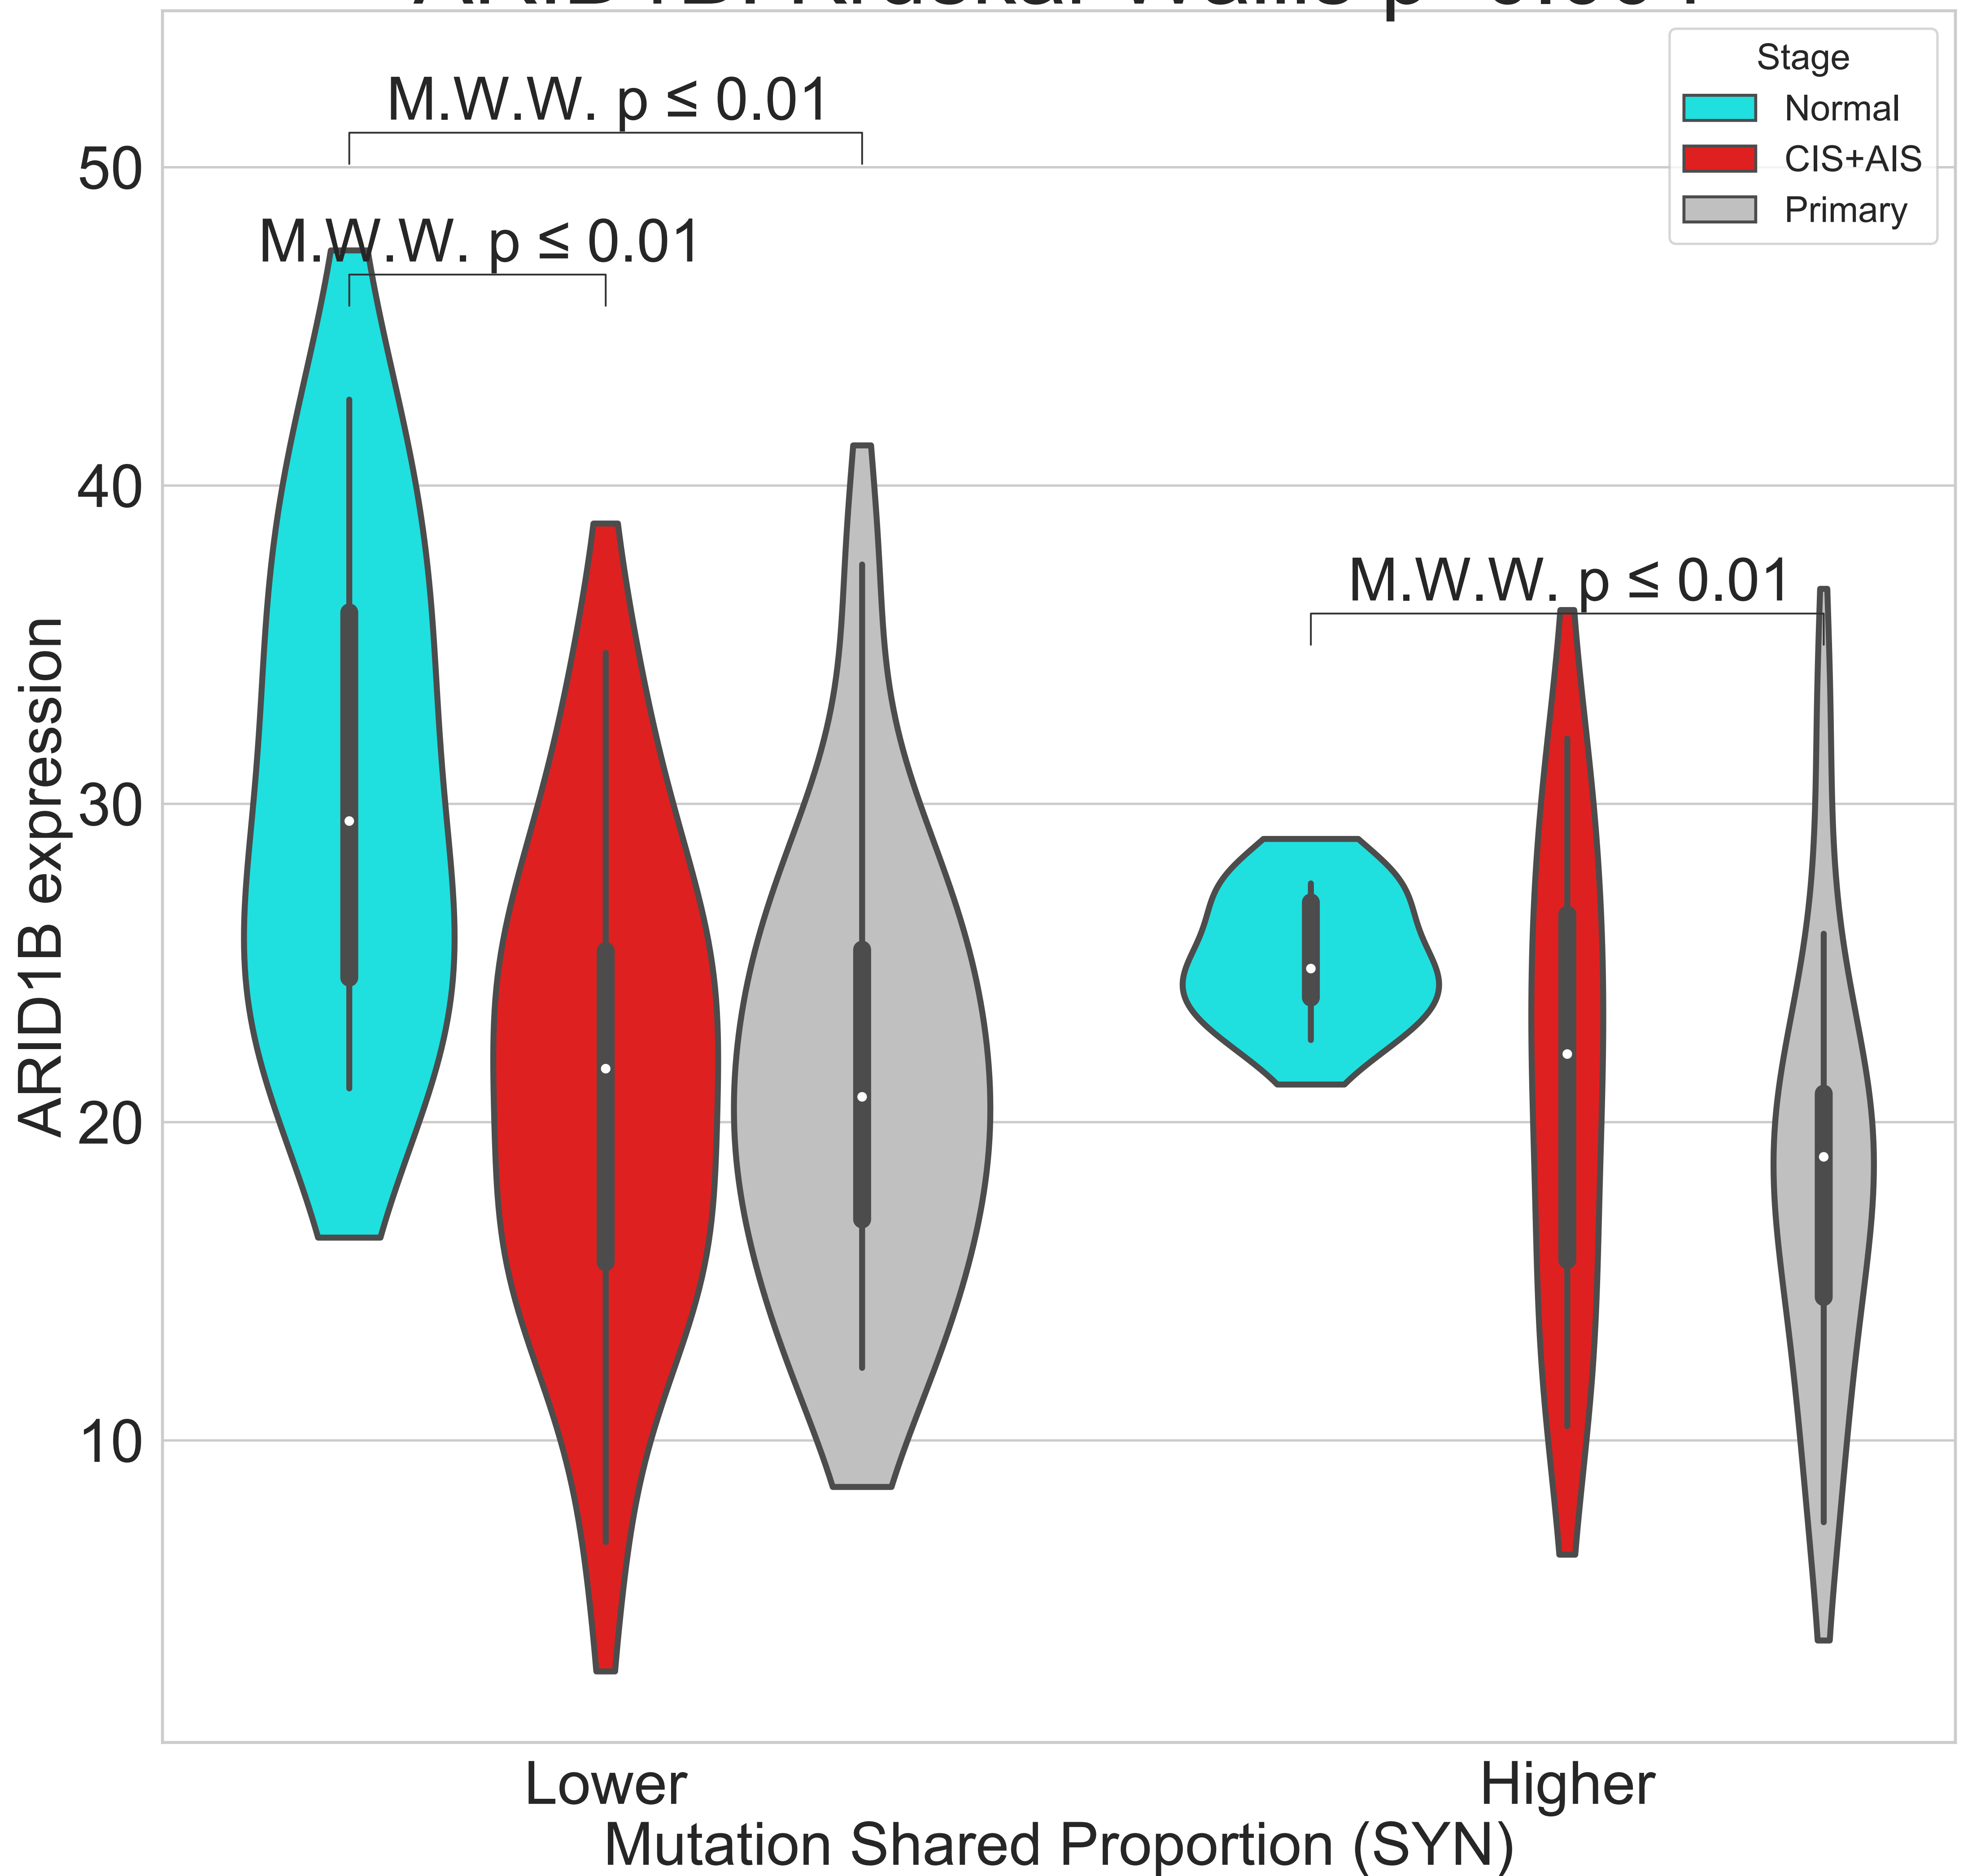 Stage
Normal
CIS+AIS
Primary
M.W.W. p ≤ 0.01
M.W.W. p ≤ 0.01
M.W.W. p ≤ 0.01
50
40
30
20
10
ARID1B expression
Lower
Higher
Mutation Shared Proportion (SYN)